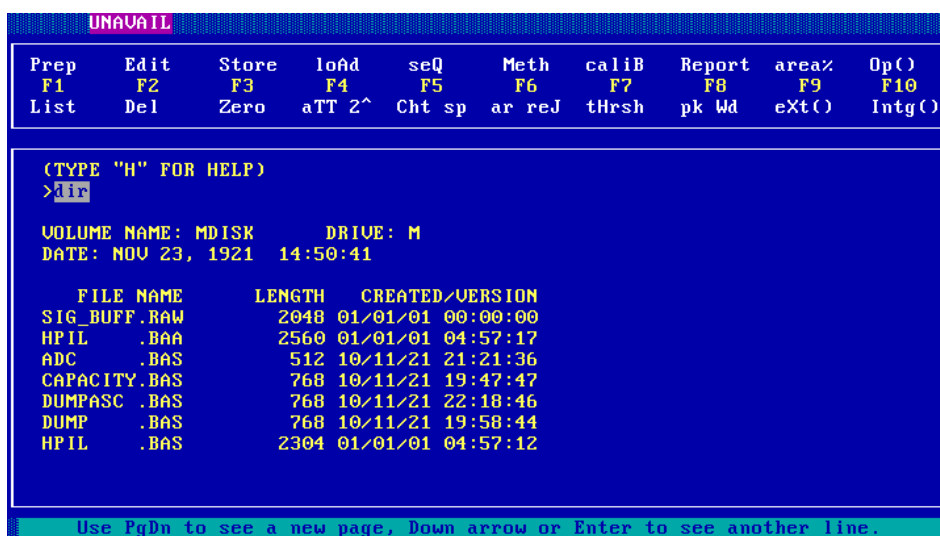 UNAVAIL
Prep Edit Store loAd seQ Meth caliB Report area% Op()
F1 F2 F3 F4 F5 F6 F7 F8 F9 F10
List Del Zero aTT 2^ Cht sp ar reJ tHrsh pk Wd eXt() Intg()
(TYPE "H" FOR HELP)
>dir
VOLUME NAME: MDISK DRIVE: M
DATE: NOV 23, 1921 14:50:41
FILE NAME LENGTH CREATED/VERSION
SIG_BUFF.RAW 2048 01/01/01 00:00:00
HPIL .BAA 2560 01/01/01 04:57:17
ADC .BAS 512 10/11/21 21:21:36
CAPACITY.BAS 768 10/11/21 19:47:47
DUMPASC .BAS 768 10/11/21 22:18:46
DUMP .BAS 768 10/11/21 19:58:44
HPIL .BAS 2304 01/01/01 04:57:12
Use PgDn to see a new page, Down arrow or Enter to see another line.